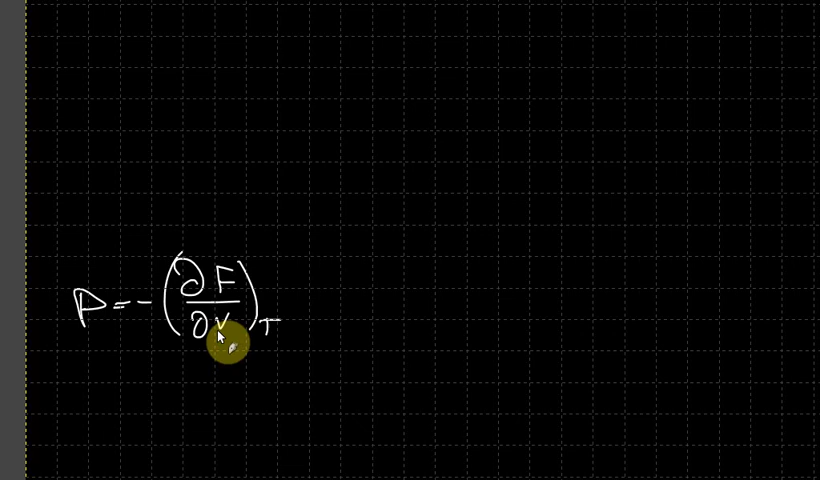 P = - (∂F/∂V)_T